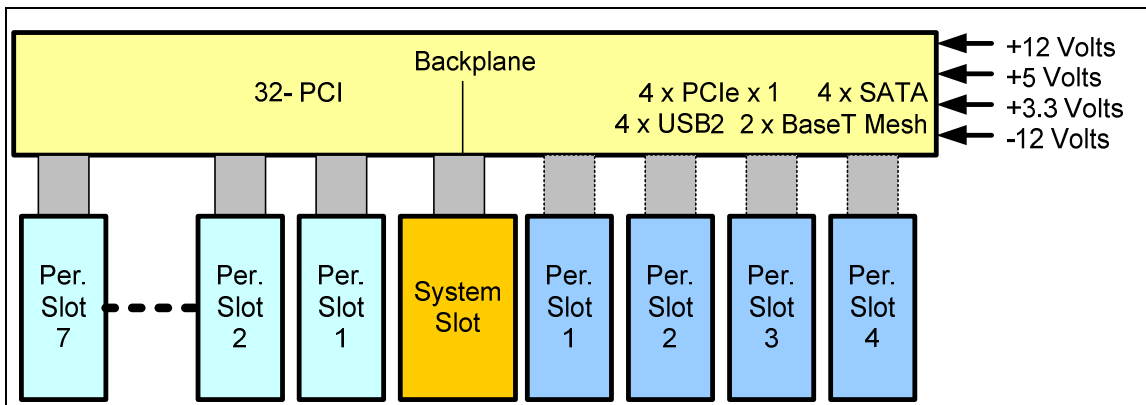 Backplane
32- PCI
4 x PCIe x 1 4 x SATA
4 x USB2 2 x BaseT Mesh
+12 Volts
+5 Volts
+3.3 Volts
-12 Volts
Per.
Slot
7
Per.
Slot
2
Per.
Slot
1
System
Slot
Per.
Slot
1
Per.
Slot
2
Per.
Slot
3
Per.
Slot
4